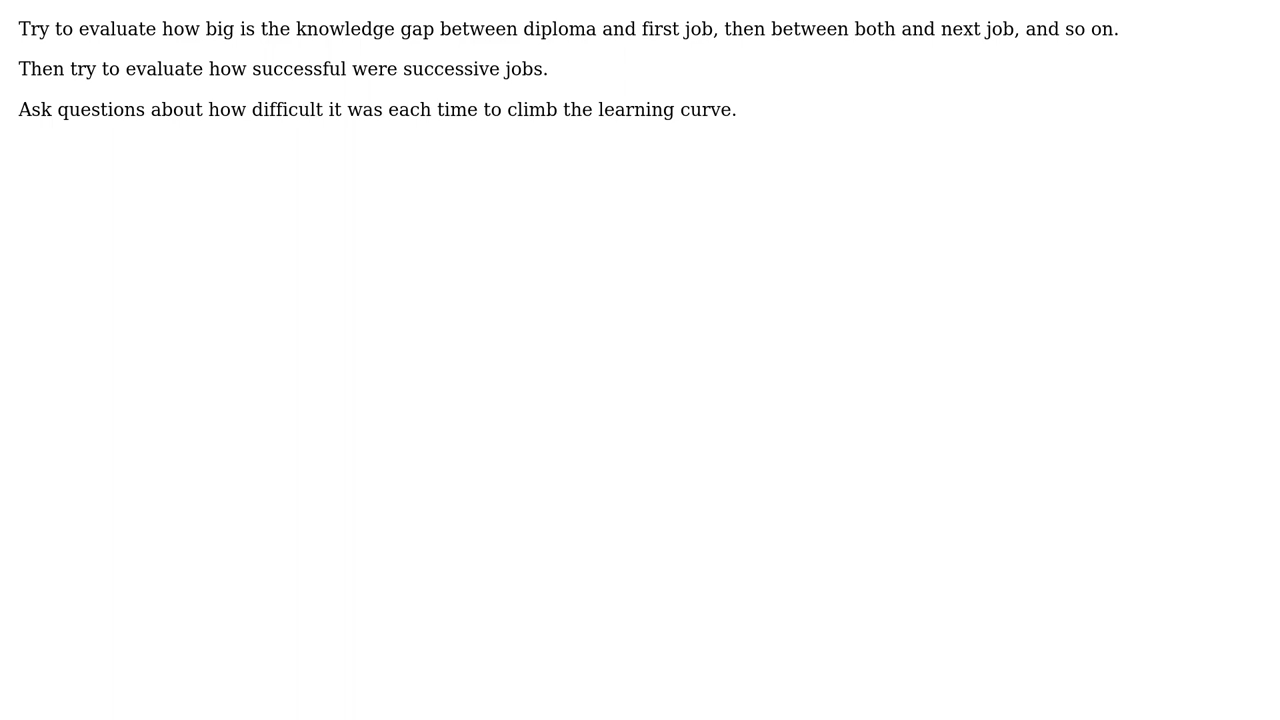 Try to evaluate how big is the knowledge gap between diploma and first job, then between both and next job, and so on.
Then try to evaluate how successful were successive jobs.
Ask questions about how difficult it was each time to climb the learning curve.